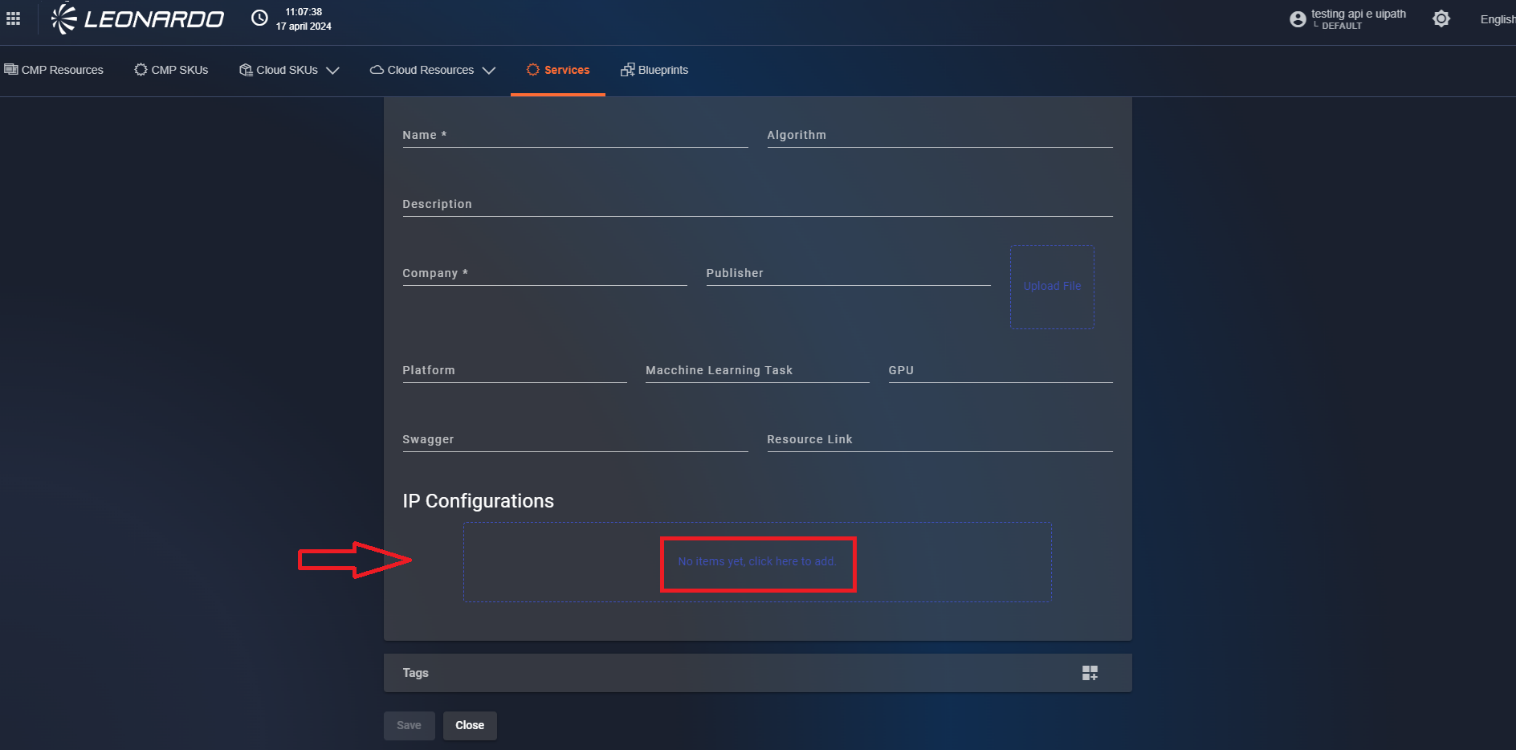 LEONARDO
11:07:38
17 april 2024
testing api e uipath
DEFAULT
English
CMP Resources
CMP SKUs
Cloud SKUs
Cloud Resources
Services
Blueprints
Name *
Algorithm
Description
Company *
Publisher
Upload File
Platform
Macchine Learning Task
GPU
Swagger
Resource Link
IP Configurations
No items yet, click here to add.
Tags
Save
Close